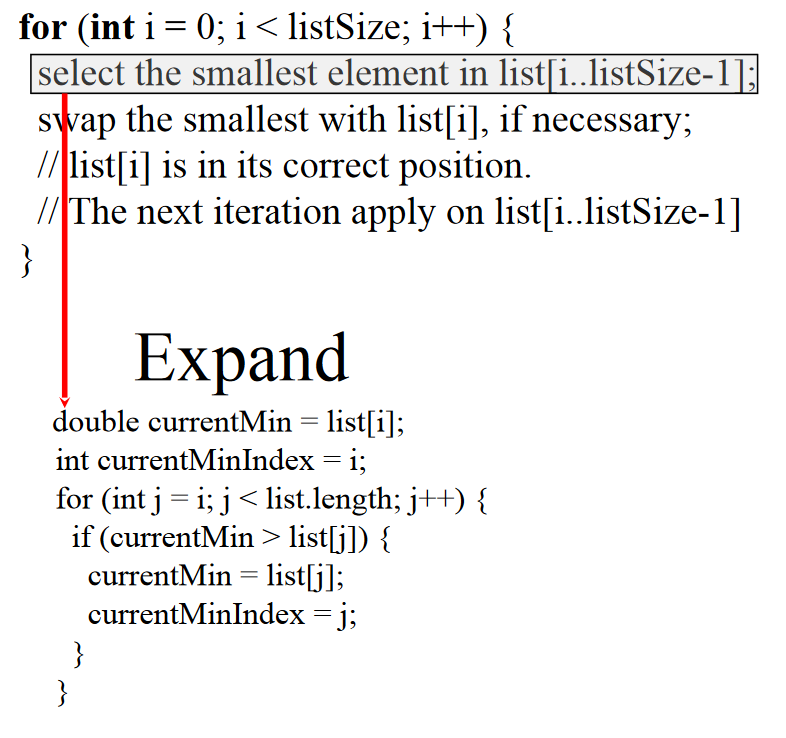 for (int i = 0; i < listSize; i++) {
select the smallest element in list[i..listSize-1];
swap the smallest with list[i], if necessary;
// list[i] is in its correct position.
// The next iteration apply on list[i..listSize-1]
}
Expand
double currentMin = list[i];
int currentMinIndex = i;
for (int j = i; j < list.length; j++) {
if (currentMin > list[j]) {
currentMin = list[j];
currentMinIndex = j;
}
}